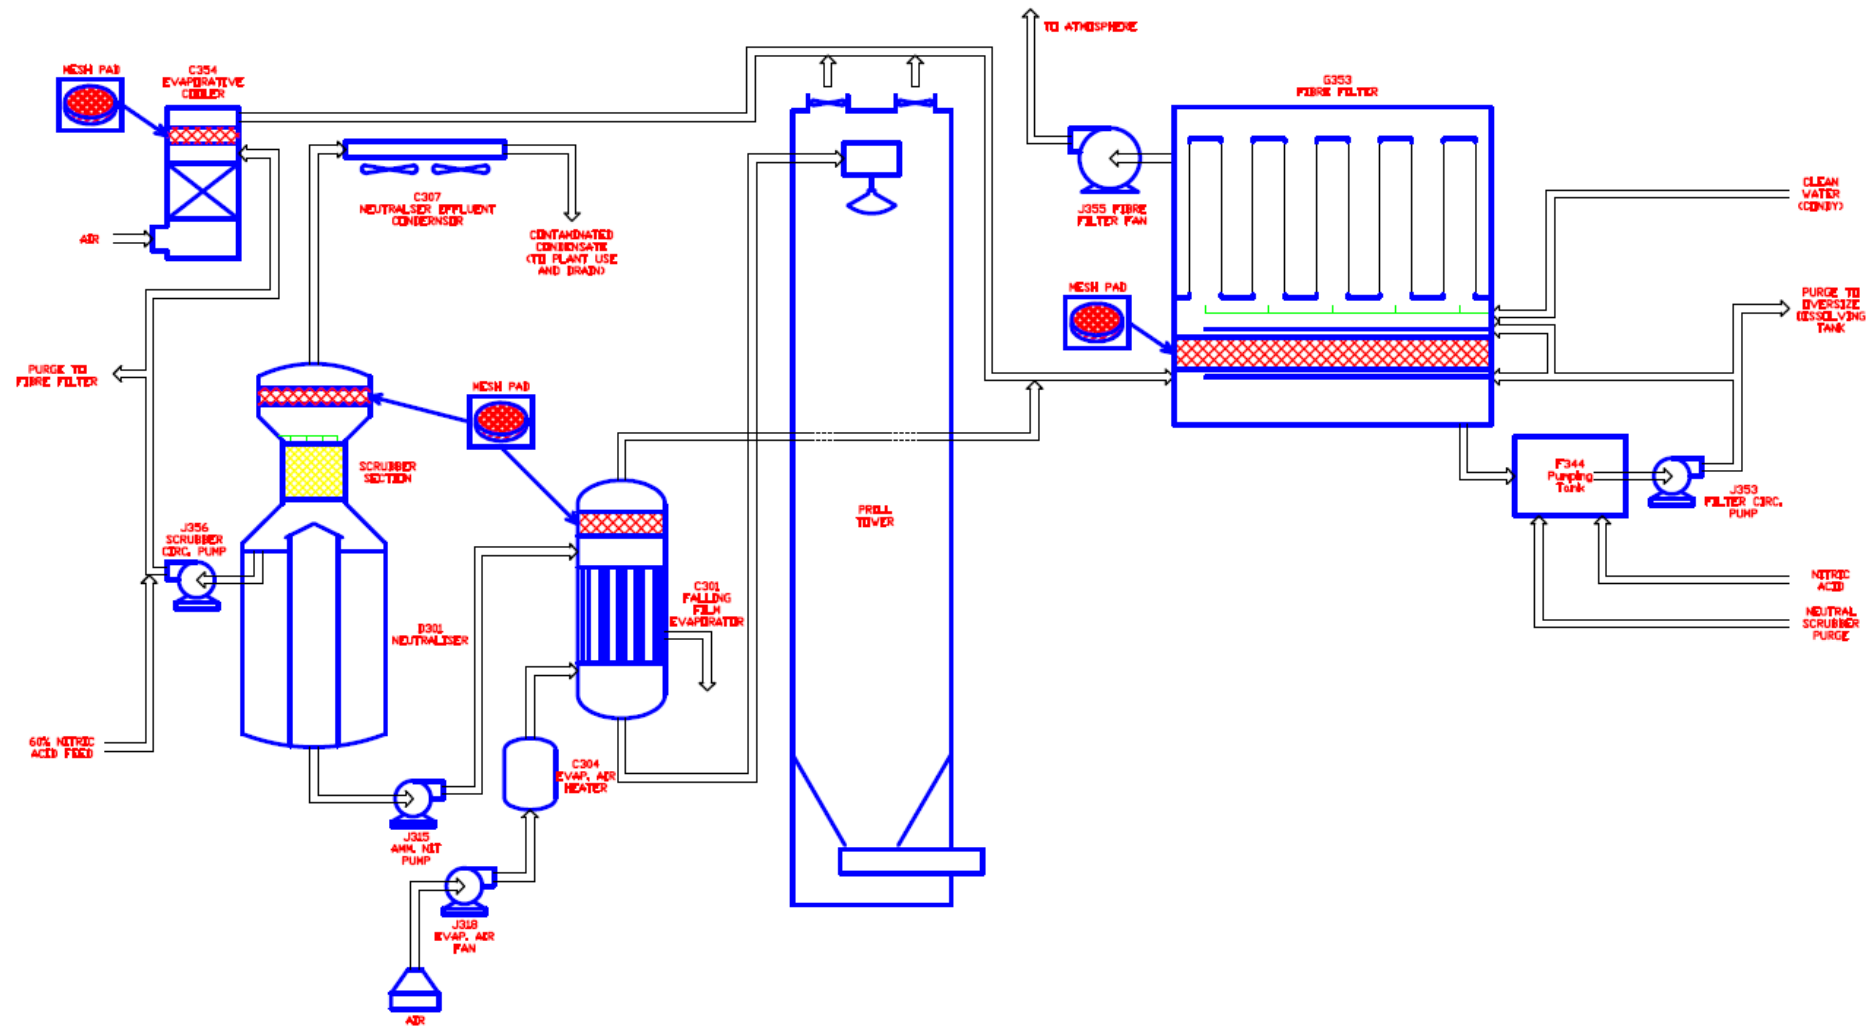 MESH PAD
C354
EVAPORATIVE
COOLER
TO ATMOSPHERE
G353
FIBRE FILTER
C307
NEUTRALSER EFFLUENT
CONDERNSOR
AIR
CONTAMINATED
CONDENSATE
(TO PLANT USE
AND DRAIN)
J355 FIBRE
FILTER FAN
CLEAN
WATER
(CONDY)
MESH PAD
PURGE TO
OVERSIZE
DISSOLVING
TANK
PURGE TO
FIBRE FILTER
MESH PAD
SCRUBBER
SECTION
F344
Pumping
Tank
J353
FILTER CIRC.
PUMP
PRILL
TOWER
J356
SCRUBBER
CIRC. PUMP
C301
FALLING
FILM
EVAPORATOR
D301
NEUTRALISER
NITRIC
ACID
NEUTRAL
SCRUBBER
PURGE
60% NITRIC
ACID FEED
C304
EVAP. AIR
HEATER
J315
AMM. NIT
PUMP
J318
EVAP. AIR
FAN
AIR